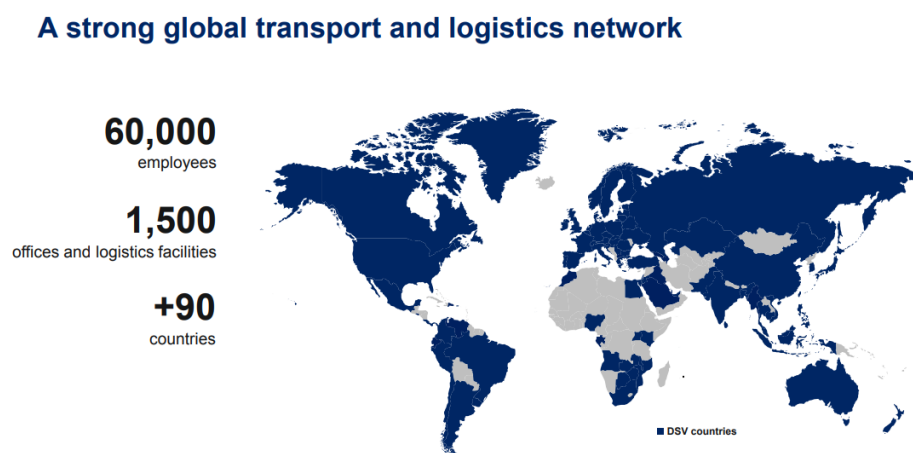 A strong global transport and logistics network
60,000
employees
1,500
offices and logistics facilities
+90
countries
DSV countries